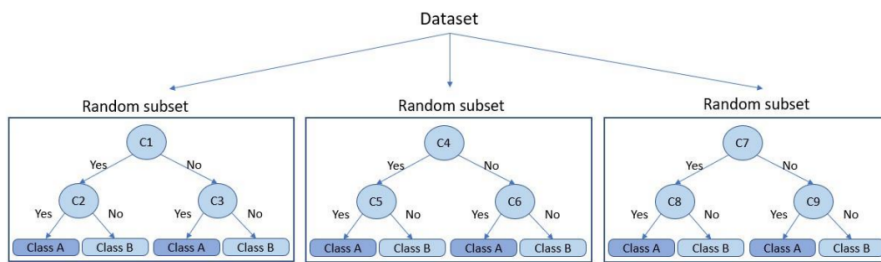 Dataset
Random subset Random subset Random subset
C1 C4 C7
Yes No Yes No Yes No
C2 C3 C5 C6 C8 C9
Yes No Yes No Yes No Yes No Yes No Yes No
Class A Class B Class A Class B Class A Class B Class A Class B Class A Class B Class A Class B